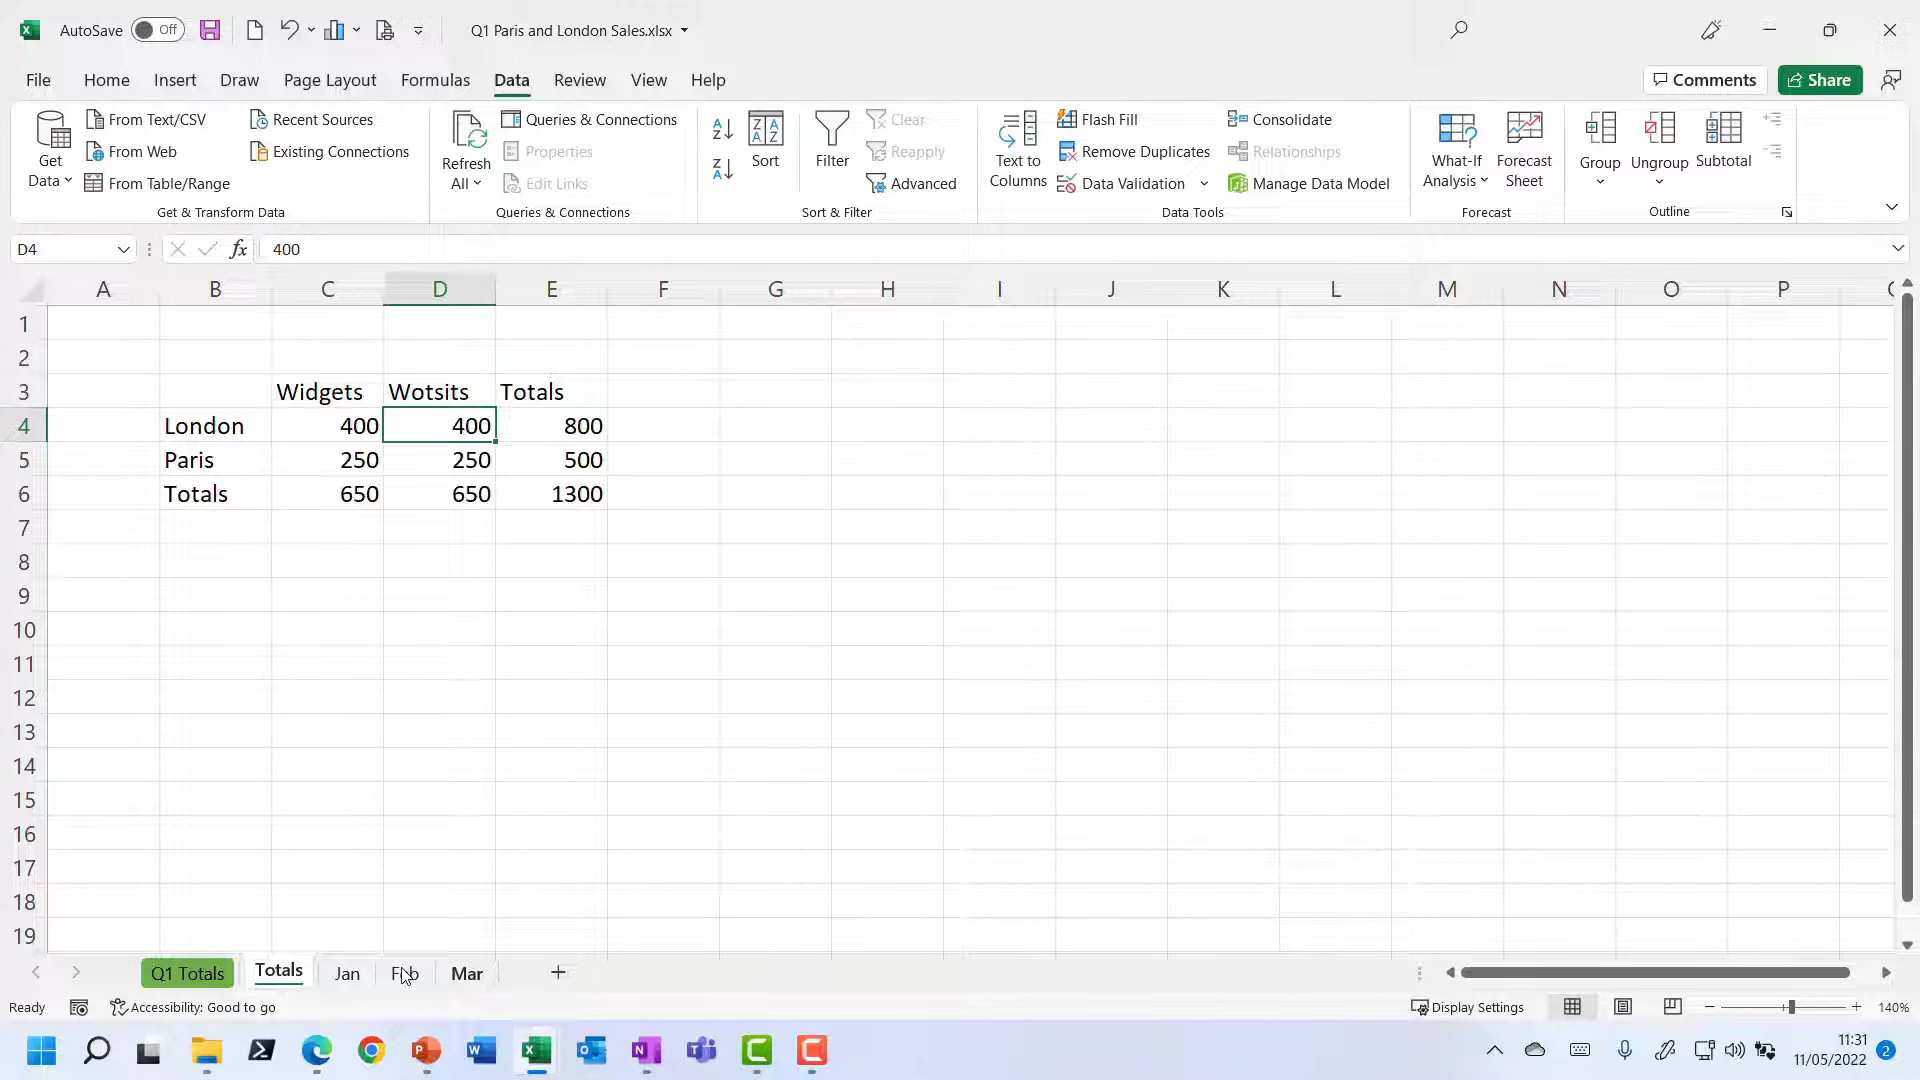 AutoSave Off Q1 Paris and London Sales.xlsx
File Home Insert Draw Page Layout Formulas Data Review View Help Comments Share
Get Data
From Text/CSV
From Web
From Table/Range
Recent Sources
Existing Connections
Get & Transform Data
Refresh All
Queries & Connections
Properties
Edit Links
Queries & Connections
Sort
Filter
Clear
Reapply
Advanced
Sort & Filter
Text to Columns
Flash Fill
Remove Duplicates
Data Validation
Consolidate
Relationships
Manage Data Model
Data Tools
What-If Analysis
Forecast Sheet
Forecast
Group
Ungroup
Subtotal
Outline
D4 fx 400
A B C D E F G H I J K L M N O P
1
2
3 Widgets Wotsits Totals
4 London 400 400 800
5 Paris 250 250 500
6 Totals 650 650 1300
7
8
9
10
11
12
13
14
15
16
17
18
19
Q1 Totals Totals Jan Feb Mar
Ready Accessibility: Good to go Display Settings 140%
11:31
11/05/2022 2